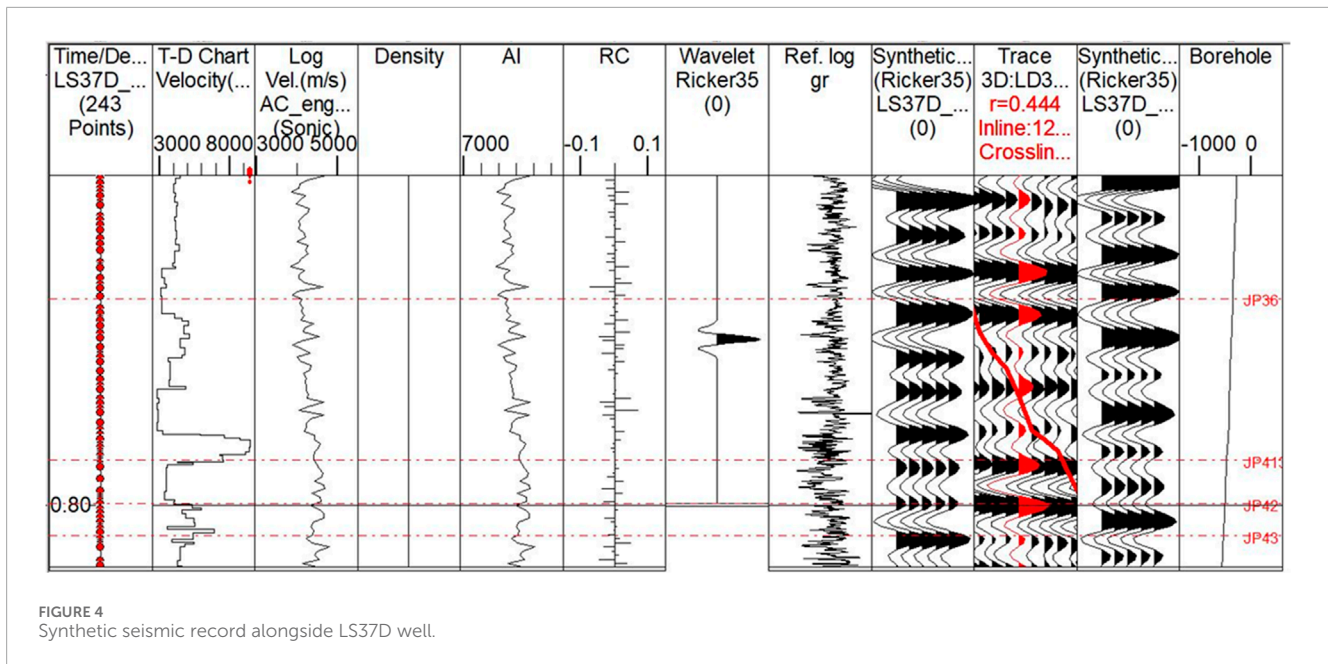 Time/De...
LS37D_...
(243
Points)
T-D Chart
Velocity(...
3000 8000
Log
Vel.(m/s)
AC_eng...
(Sonic)
3000 5000
Density
AI
7000
RC
-0.1 0.1
Wavelet
Ricker35
(0)
Ref. log
gr
Synthetic...
(Ricker35)
LS37D_...
(0)
Trace
3D:LD3...
r=0.444
Inline:12...
Crosslin...
Synthetic...
(Ricker35)
LS37D_...
(0)
Borehole
-1000 0
JP36
JP413
0.80
JP42
JP43
FIGURE 4
Synthetic seismic record alongside LS37D well.